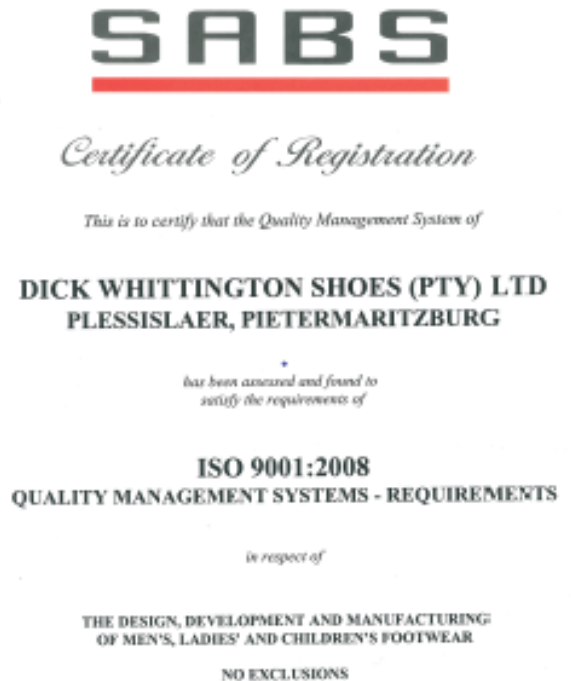 SABS
Certificate of Registration
This is to certify that the Quality Management System of
DICK WHITTINGTON SHOES (PTY) LTD
PLESSISLAER, PIETERMARITZBURG
has been assessed and found to
satisfy the requirements of
ISO 9001:2008
QUALITY MANAGEMENT SYSTEMS - REQUIREMENTS
in respect of
THE DESIGN, DEVELOPMENT AND MANUFACTURING
OF MEN'S, LADIES' AND CHILDREN'S FOOTWEAR
NO EXCLUSIONS